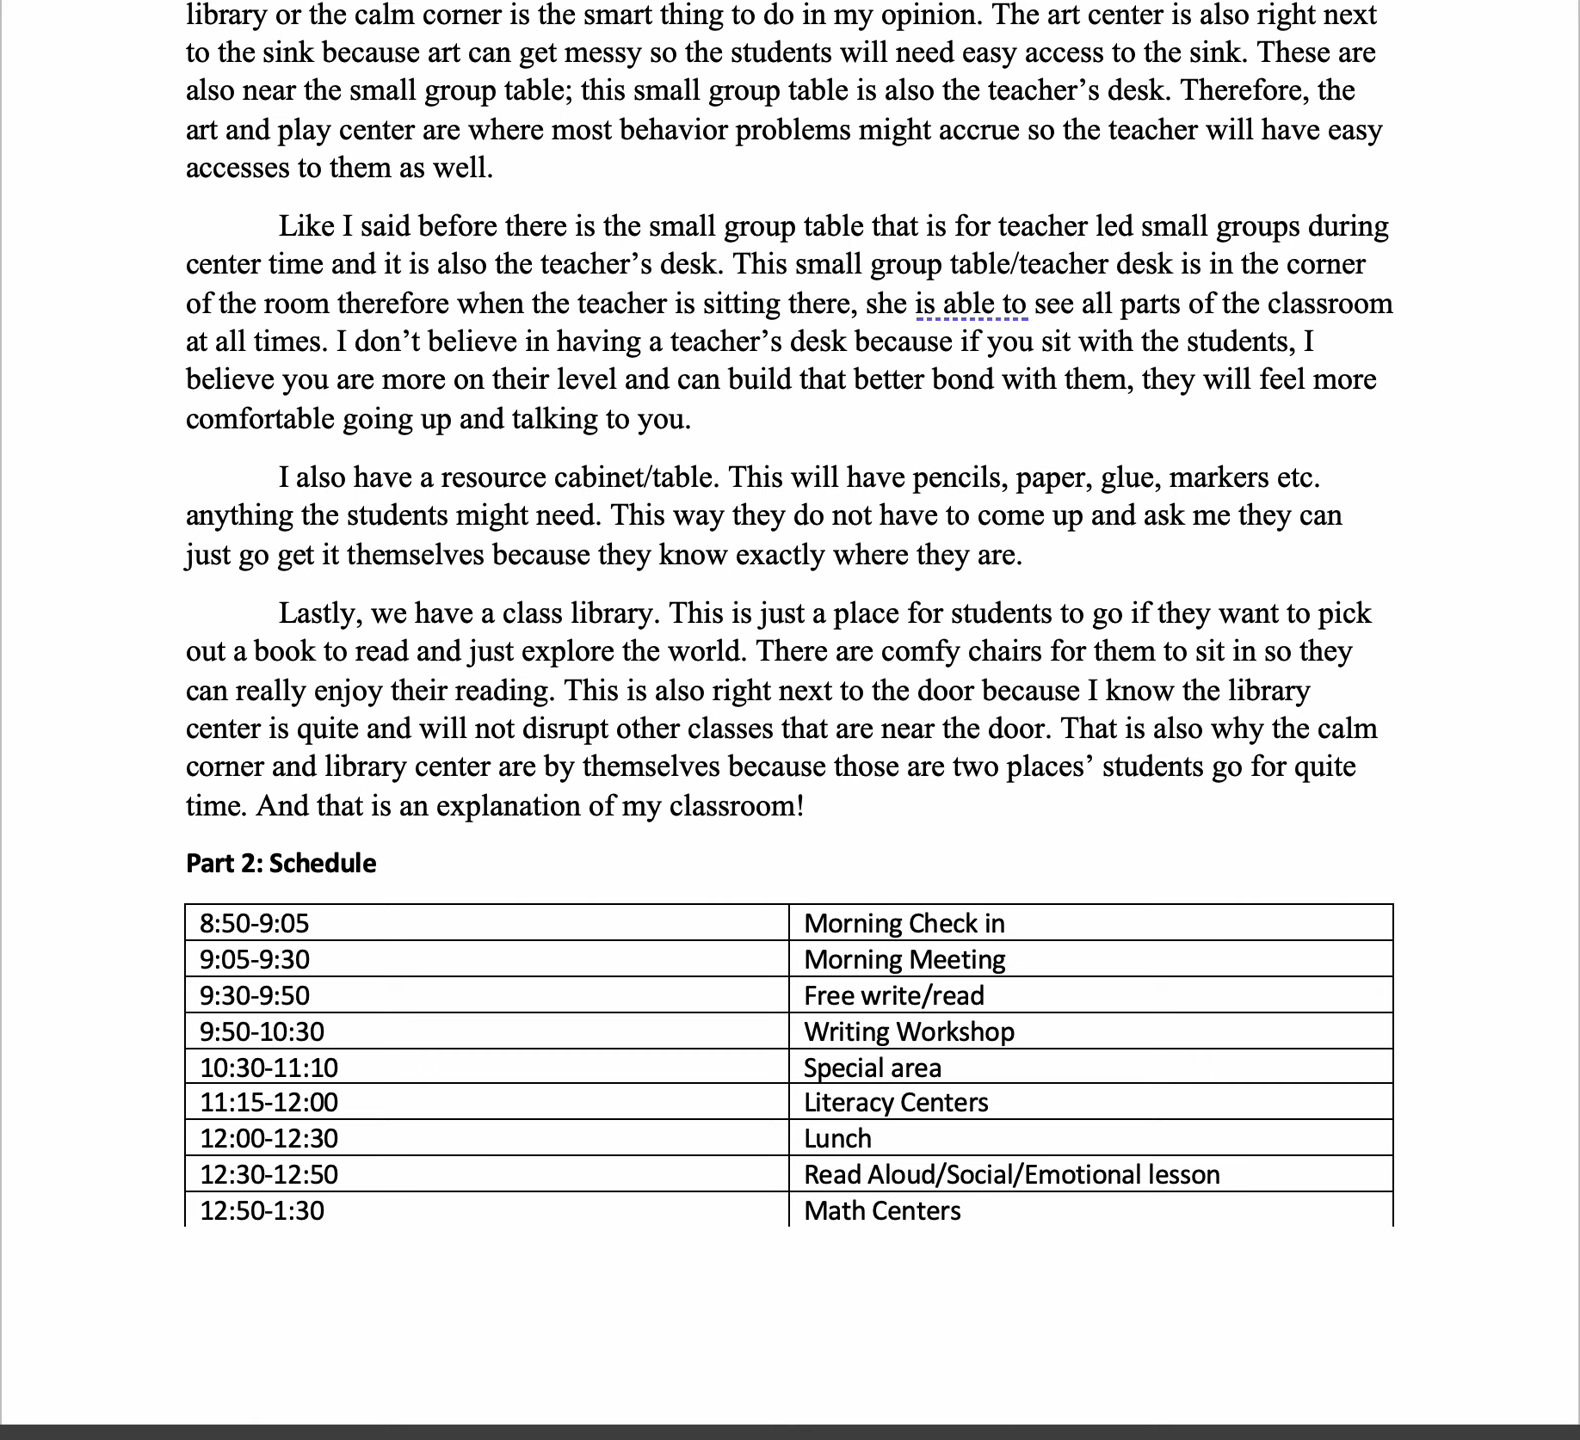 library or the calm corner is the smart thing to do in my opinion. The art center is also right next
to the sink because art can get messy so the students will need easy access to the sink. These are
also near the small group table; this small group table is also the teacher’s desk. Therefore, the
art and play center are where most behavior problems might accrue so the teacher will have easy
accesses to them as well.
Like I said before there is the small group table that is for teacher led small groups during
center time and it is also the teacher’s desk. This small group table/teacher desk is in the corner
of the room therefore when the teacher is sitting there, she is able to see all parts of the classroom
at all times. I don’t believe in having a teacher’s desk because if you sit with the students, I
believe you are more on their level and can build that better bond with them, they will feel more
comfortable going up and talking to you.
I also have a resource cabinet/table. This will have pencils, paper, glue, markers etc.
anything the students might need. This way they do not have to come up and ask me they can
just go get it themselves because they know exactly where they are.
Lastly, we have a class library. This is just a place for students to go if they want to pick
out a book to read and just explore the world. There are comfy chairs for them to sit in so they
can really enjoy their reading. This is also right next to the door because I know the library
center is quite and will not disrupt other classes that are near the door. That is also why the calm
corner and library center are by themselves because those are two places’ students go for quite
time. And that is an explanation of my classroom!
Part 2: Schedule
8:50-9:05 Morning Check in
9:05-9:30 Morning Meeting
9:30-9:50 Free write/read
9:50-10:30 Writing Workshop
10:30-11:10 Special area
11:15-12:00 Literacy Centers
12:00-12:30 Lunch
12:30-12:50 Read Aloud/Social/Emotional lesson
12:50-1:30 Math Centers